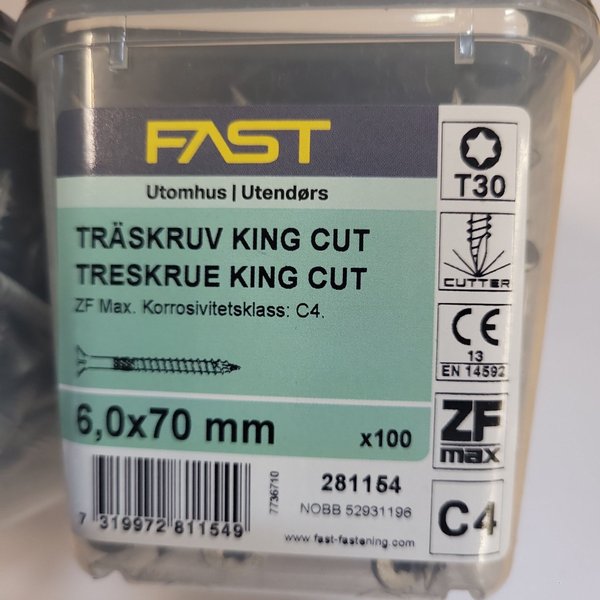 FAST
Utomhus | Utendørs
TRÄSKRUV KING CUT
TRESKRUE KING CUT
ZF Max. Korrosivitetsklass: C4.
6,0x70 mm
x100
7 319972 811549
7736710
281154
NOBB 52931196
www.fast-fastening.com
T30
CUTTER
CE
13
EN 14592
ZF
max
C4